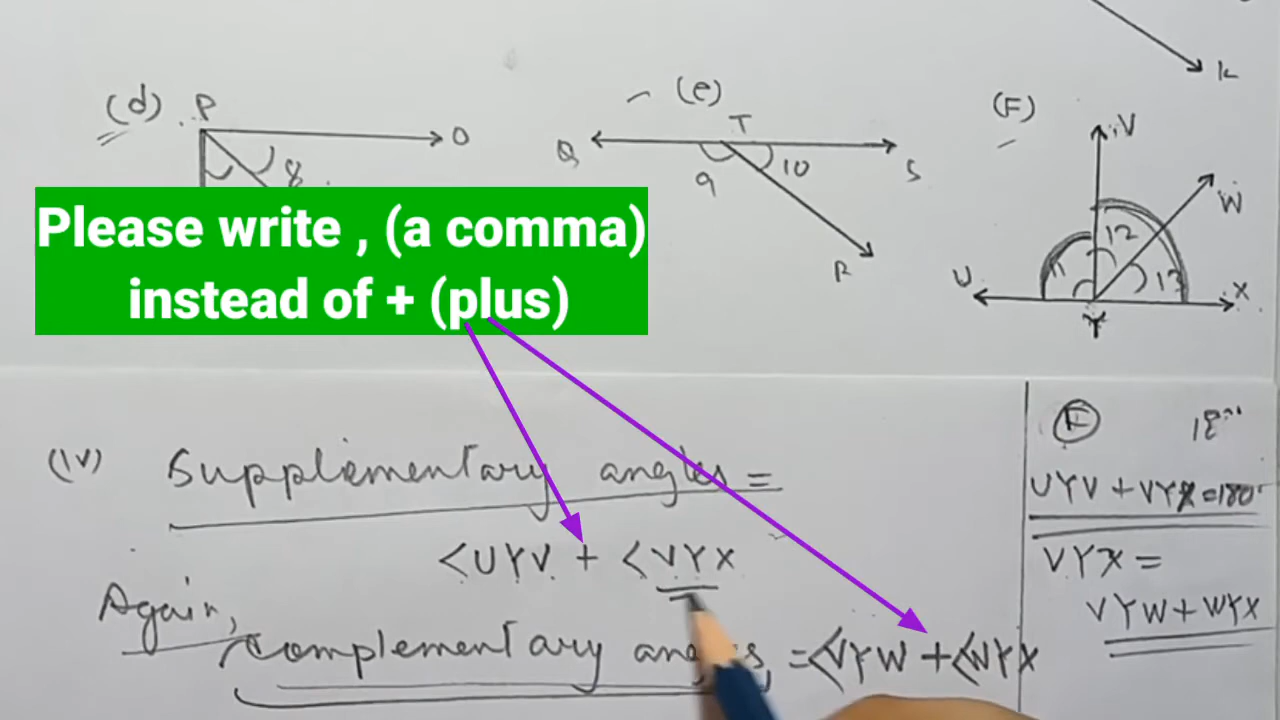 K
(d) P O 8
(e) Q T S 9 10 R
(F) V W U X Y 11 12 13
Please write , (a comma)
instead of + (plus)
(iv) Supplementary angles =
<UYV + <VYX
Again,
Complementary angles = <VYW + <WYX
F
UYV + VYX = 180°
VYX =
VYW + WYX